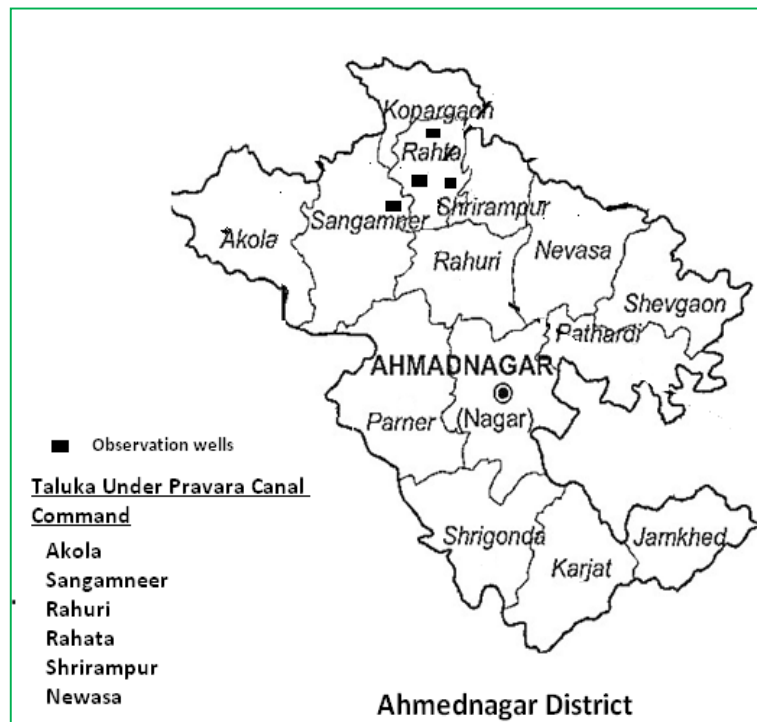 Kopargaon
Rahta
Sangamner
Shrirampur
Akola
Rahuri
Nevasa
Shevgaon
Pathardi
AHMADNAGAR
Parner
(Nagar)
Observation wells
Taluka Under Pravara Canal
Command
Shrigonda
Karjat
Jamkhed
Akola
Sangamneer
Rahuri
Rahata
Shrirampur
Newasa
Ahmednagar District